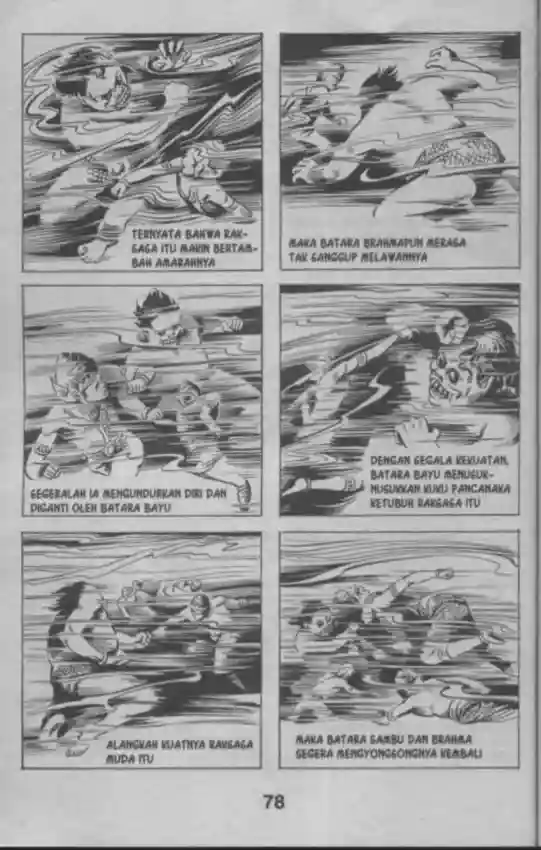 TERNYATA BAHWA RAK-
SASA ITU MAKIN BERTAM-
BAH AMARAHNYA
MAKA BATARA BRAHMAPUN MERASA
TAK SANGGUP MELAWANNYA
SEGERALAH IA MENGUNDURKAN DIRI DAN
DIGANTI OLEH BATARA BAYU
DENGAN SEGALA KEKUATAN,
BATARA BAYU MENUSUK-
NUSUKKAN KUKU PANCANAKA
KETUBUH RAKSASA ITU
ALANGKAH KUATNYA RAKSASA
MUDA ITU
MAKA BATARA SAMBU DAN BRAHMA
SEGERA MENGYONGSONGNYA KEMBALI
78